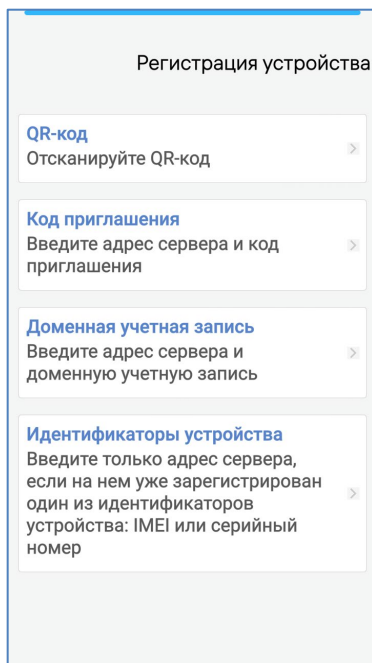 Регистрация устройства
QR-код
Отсканируйте QR-код
Код приглашения
Введите адрес сервера и код
приглашения
Доменная учетная запись
Введите адрес сервера и
доменную учетную запись
Идентификаторы устройства
Введите только адрес сервера,
если на нем уже зарегистрирован
один из идентификаторов
устройства: IMEI или серийный
номер